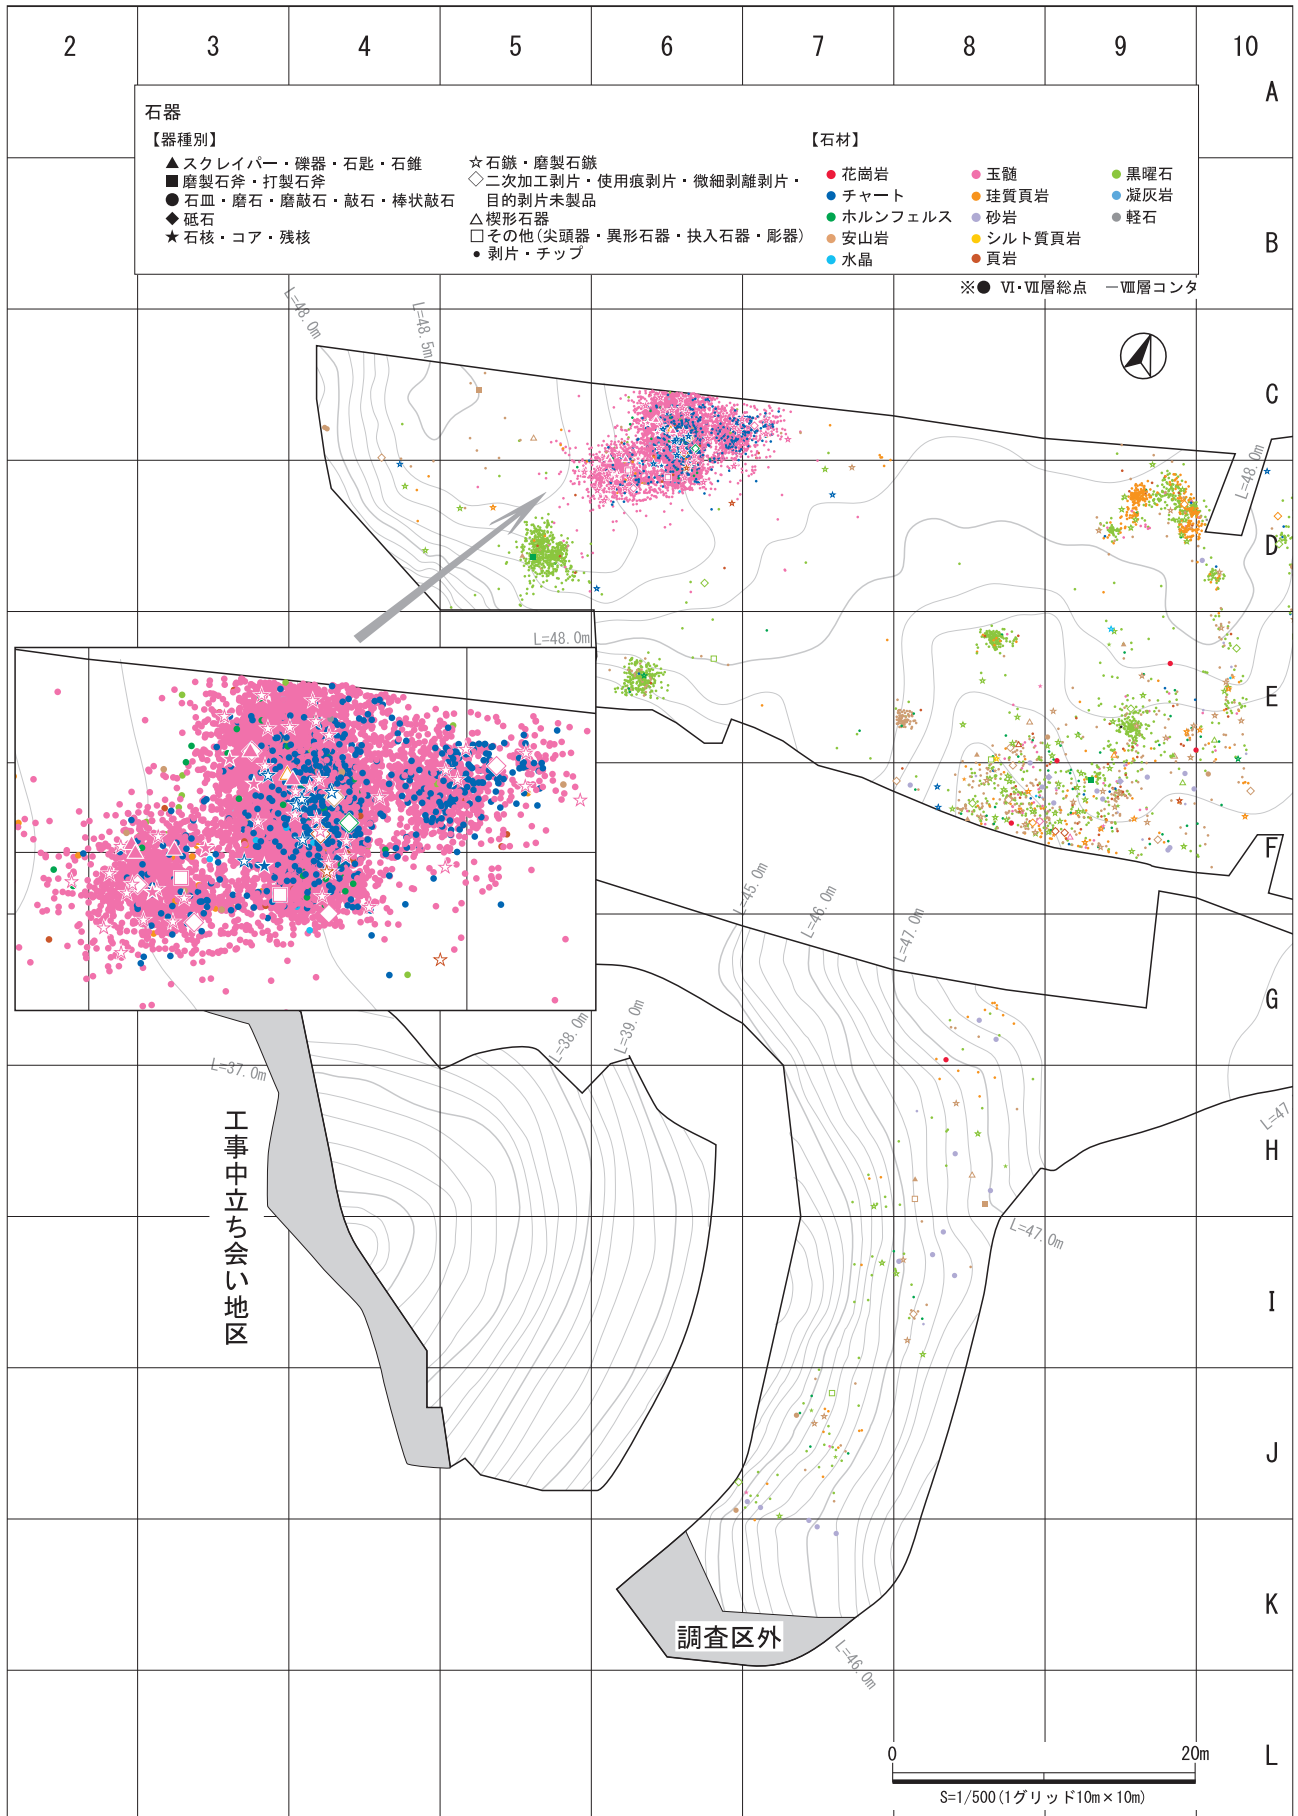 2 3 4 5 6 7 8 9 10
A
石器
【器種別】
▲ スクレイパー・礫器・石匙・石錐
■ 磨製石斧・打製石斧
● 石皿・磨石・磨敲石・敲石・棒状敲石
◆ 砥石
★ 石核・コア・残核
☆ 石鏃・磨製石鏃
◇ 二次加工剥片・使用痕剥片・微細剥離剥片・
目的剥片未製品
△ 楔形石器
□ その他(尖頭器・異形石器・抉入石器・彫器)
• 剥片・チップ
【石材】
● 花崗岩
● チャート
● ホルンフェルス
● 安山岩
● 水晶
● 玉髄
● 珪質頁岩
● 砂岩
● シルト質頁岩
● 頁岩
● 黒曜石
● 凝灰岩
● 軽石
※● Ⅵ・Ⅶ層総点 ―Ⅷ層コンタ
B
L=48.0m
L=48.5m
C
L=48.0m
D
L=48.0m
E
F
L=45.0m
L=46.0m
L=47.0m
G
L=38.0m
L=39.0m
L=37.0m
L=47
工事中立ち会い地区
H
L=47.0m
I
J
K
調査区外
L=46.0m
L
0 20m
S=1/500(1グリッド10m×10m)